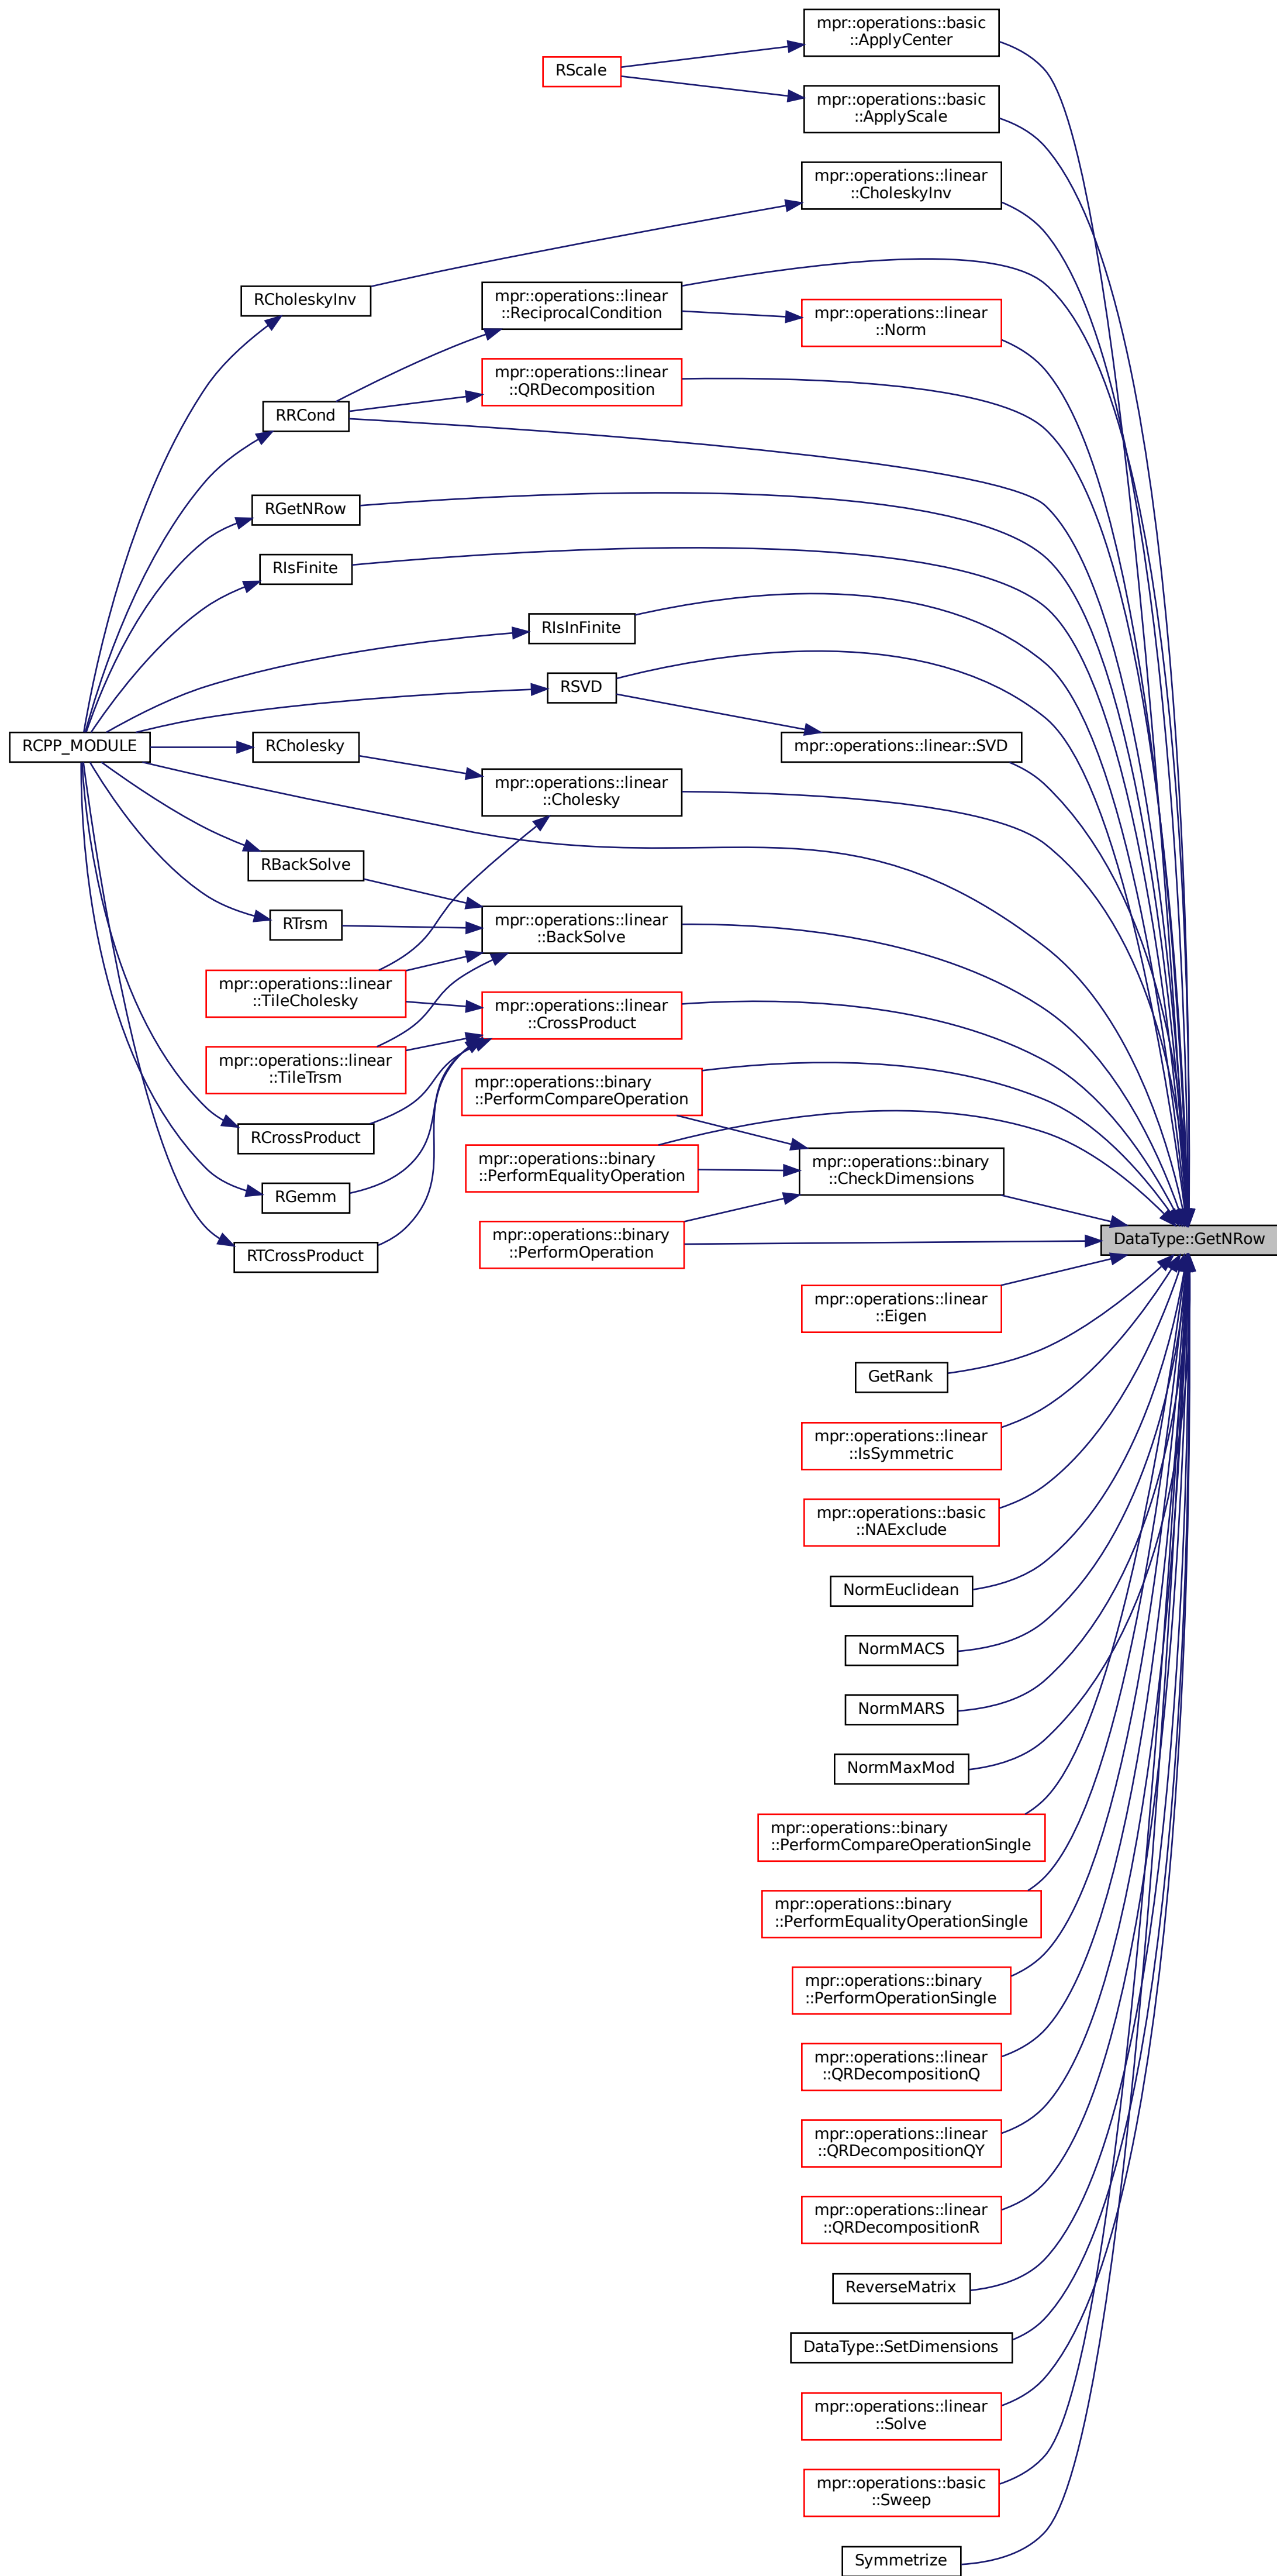 mpr::operations::basic
::ApplyCenter
RScale
mpr::operations::basic
::ApplyScale
mpr::operations::linear
::CholeskyInv
RCholeskyInv
mpr::operations::linear
::ReciprocalCondition
mpr::operations::linear
::Norm
mpr::operations::linear
::QRDecomposition
RRCond
RGetNRow
RIsFinite
RIsInFinite
RSVD
RCPP_MODULE
RCholesky
mpr::operations::linear::SVD
mpr::operations::linear
::Cholesky
RBackSolve
RTrsm
mpr::operations::linear
::BackSolve
mpr::operations::linear
::TileCholesky
mpr::operations::linear
::CrossProduct
mpr::operations::linear
::TileTrsm
mpr::operations::binary
::PerformCompareOperation
RCrossProduct
mpr::operations::binary
::PerformEqualityOperation
mpr::operations::binary
::CheckDimensions
RGemm
mpr::operations::binary
::PerformOperation
RTCrossProduct
DataType::GetNRow
mpr::operations::linear
::Eigen
GetRank
mpr::operations::linear
::IsSymmetric
mpr::operations::basic
::NAExclude
NormEuclidean
NormMACS
NormMARS
NormMaxMod
mpr::operations::binary
::PerformCompareOperationSingle
mpr::operations::binary
::PerformEqualityOperationSingle
mpr::operations::binary
::PerformOperationSingle
mpr::operations::linear
::QRDecompositionQ
mpr::operations::linear
::QRDecompositionQY
mpr::operations::linear
::QRDecompositionR
ReverseMatrix
DataType::SetDimensions
mpr::operations::linear
::Solve
mpr::operations::basic
::Sweep
Symmetrize